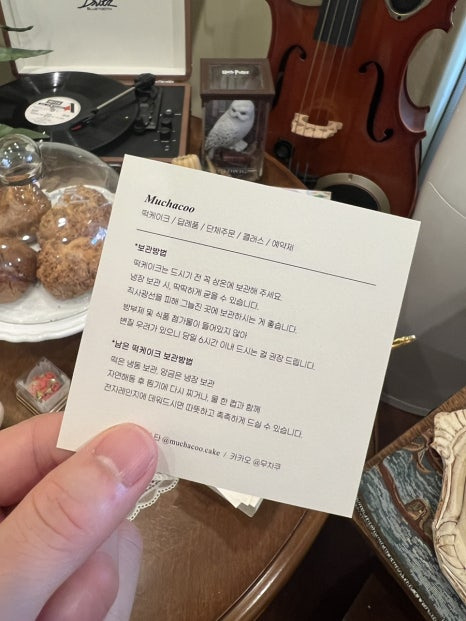 Muchacoo
떡케이크 / 답례품 / 단체주문 / 클래스 / 예약제
*보관방법
떡케이크는 드시기 전 꼭 상온에 보관해 주세요.
냉장 보관 시, 딱딱하게 굳을 수 있습니다.
직사광선을 피해 그늘진 곳에 보관하시는 게 좋습니다.
방부제 및 식품 첨가물이 들어있지 않아
변질 우려가 있으니 당일 6시간 이내 드시는 걸 권장 드립니다.
*남은 떡케이크 보관방법
떡은 냉동 보관, 앙금은 냉장 보관
자연해동 후 찜기에 다시 찌거나, 물 한 컵과 함께
전자레인지에 데워드시면 따뜻하고 촉촉하게 드실 수 있습니다.
타 @muchacoo.cake / 카카오 @무차쿠
Harry Potter